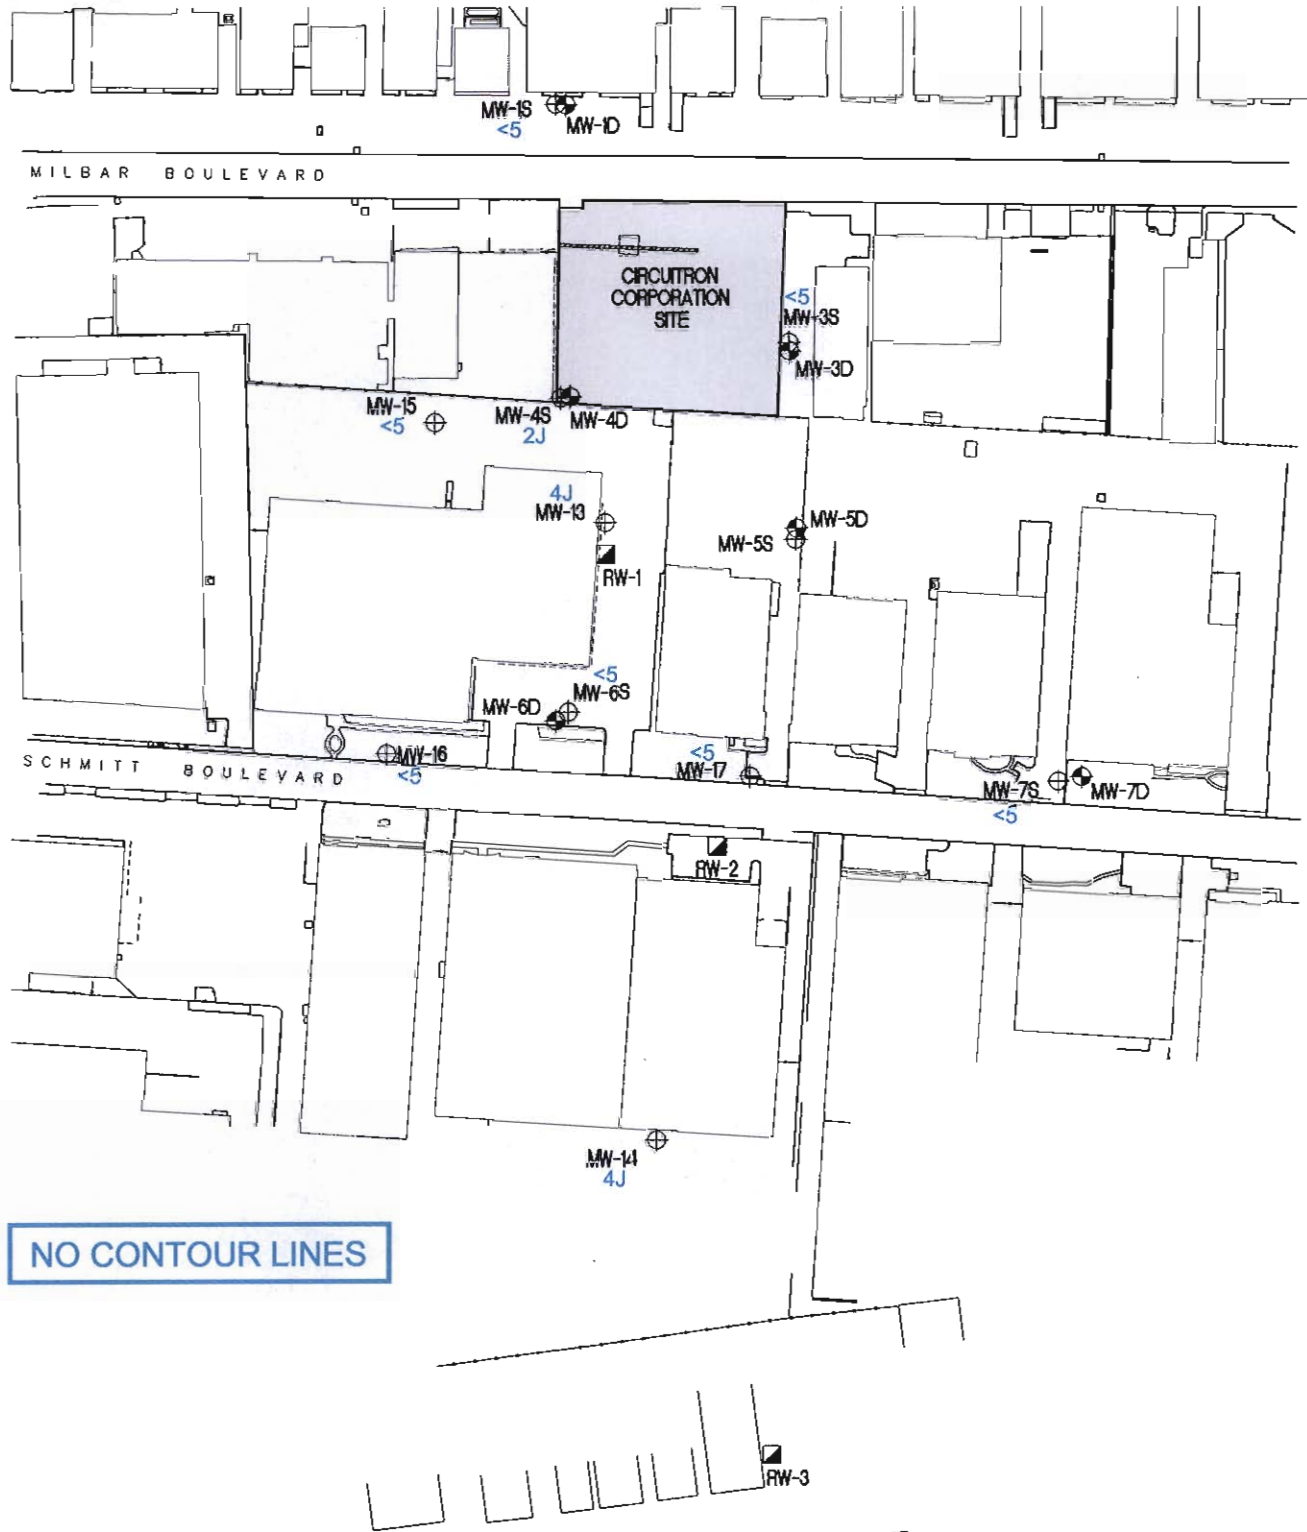 MW-1S
<5
MW-1D
MILBAR BOULEVARD
CIRCUITRON
CORPORATION
SITE
<5
MW-3S
MW-3D
MW-15
<5
MW-4S
2J
MW-4D
4J
MW-13
MW-5D
MW-5S
RW-1
<5
MW-6S
MW-6D
MW-16
<5
<5
MW-17
SCHMITT BOULEVARD
MW-7S
<5
MW-7D
RW-2
MW-14
4J
NO CONTOUR LINES
RW-3